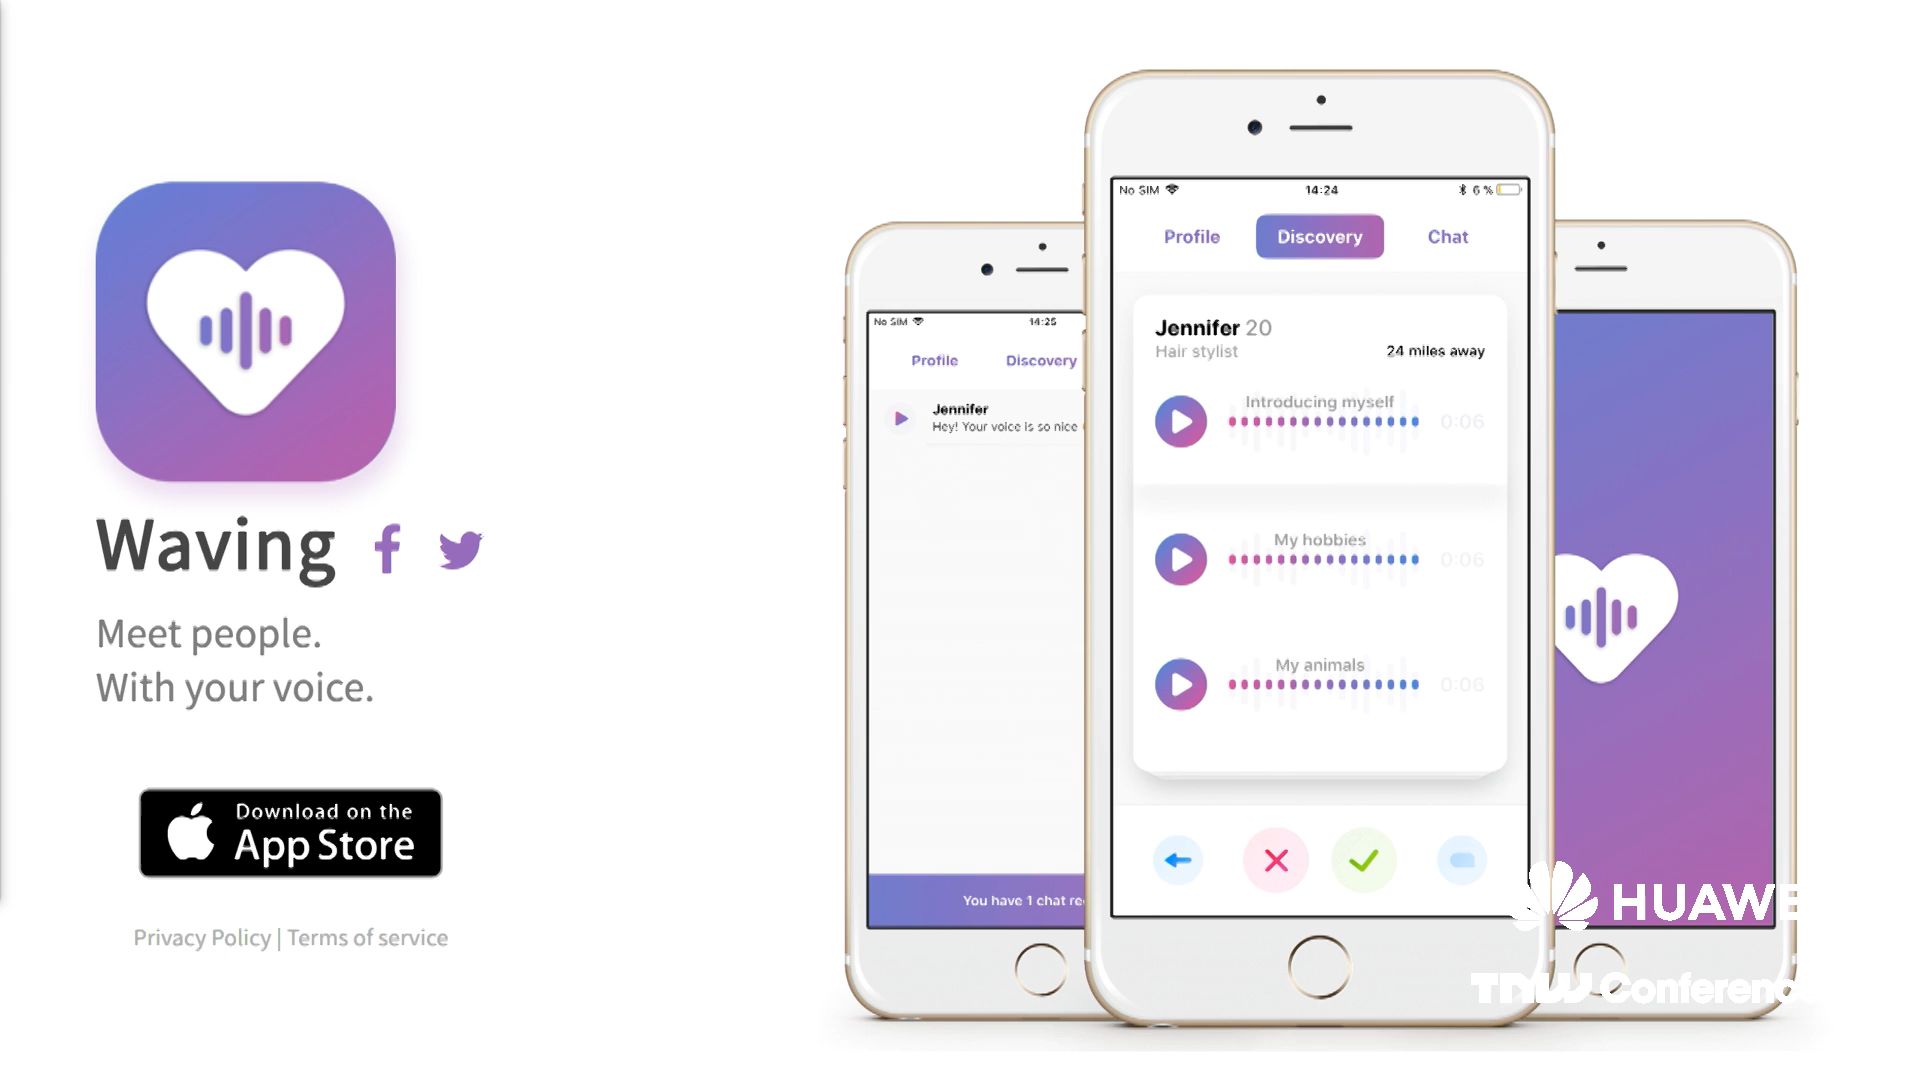 Waving
Meet people.
With your voice.
Download on the
App Store
Privacy Policy | Terms of service
No SIM
14:25
Profile
Discovery
Jennifer
Hey! Your voice is so nice
You have 1 chat re
No SIM
14:24
6 %
Profile
Discovery
Chat
Jennifer 20
Hair stylist
24 miles away
Introducing myself
0:06
My hobbies
0:06
My animals
0:06
HUAWE
TNW Conferenc